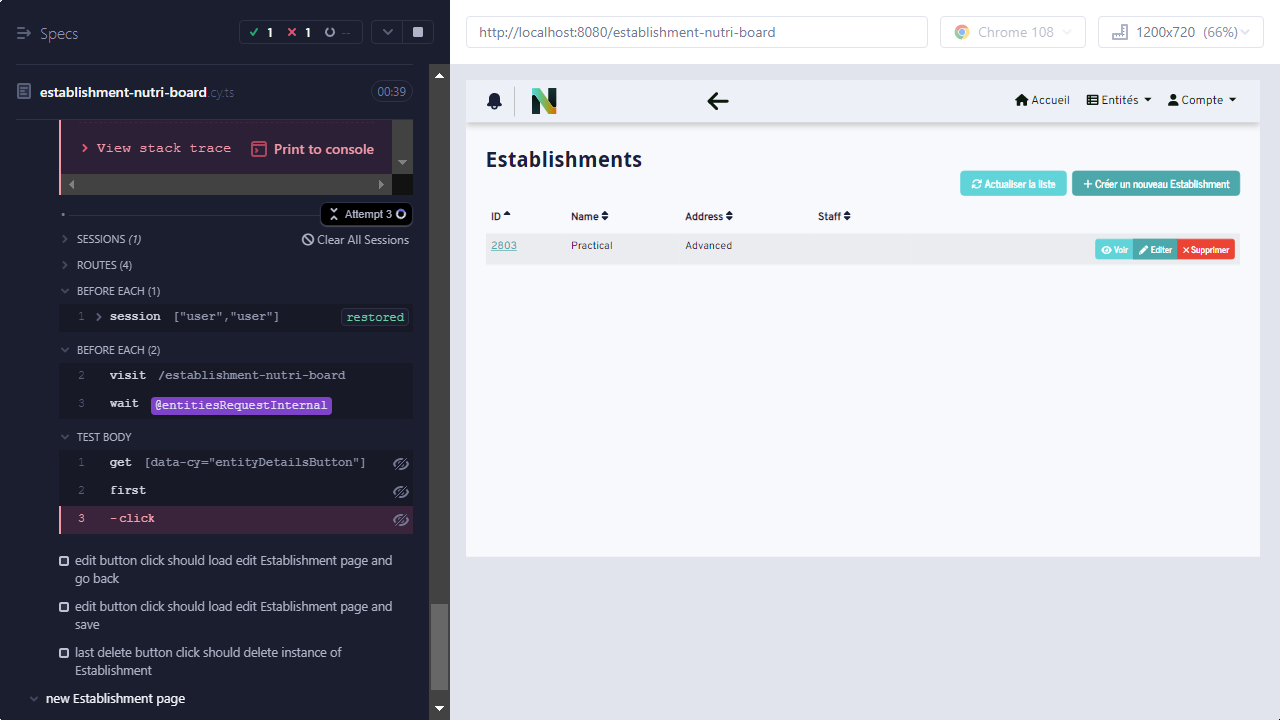 Specs
1
1
--
establishment-nutri-board.cy.ts
00:39
View stack trace
Print to console
Attempt 3
SESSIONS (1)
Clear All Sessions
ROUTES (4)
BEFORE EACH (1)
1 session ["user","user"] restored
BEFORE EACH (2)
2 visit /establishment-nutri-board
3 wait @entitiesRequestInternal
TEST BODY
1 get [data-cy="entityDetailsButton"]
2 first
3 -click
edit button click should load edit Establishment page and
go back
edit button click should load edit Establishment page and
save
last delete button click should delete instance of
Establishment
new Establishment page
http://localhost:8080/establishment-nutri-board
Chrome 108
1200x720 (66%)
N
Accueil
Entités
Compte
Establishments
Actualiser la liste
+ Créer un nouveau Establishment
ID
Name
Address
Staff
2803
Practical
Advanced
Voir
Editer
Supprimer